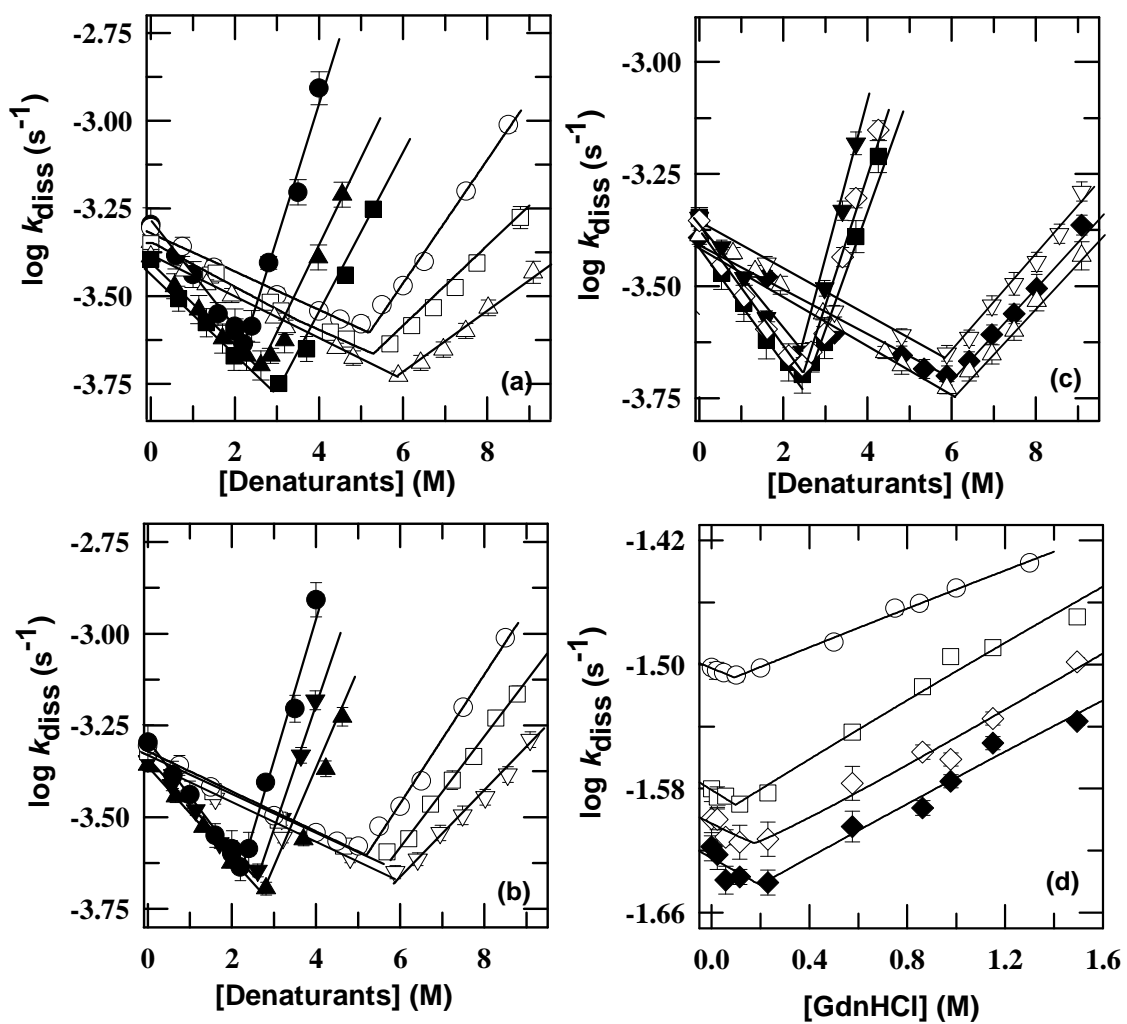 -2.75
-3.00
-3.25
-3.50
-3.75
log k_diss (s⁻¹)
(a)
0 2 4 6 8
[Denaturants] (M)
-3.00
-3.25
-3.50
-3.75
log k_diss (s⁻¹)
(c)
0 2 4 6 8
[Denaturants] (M)
-2.75
-3.00
-3.25
-3.50
-3.75
log k_diss (s⁻¹)
(b)
0 2 4 6 8
[Denaturants] (M)
-1.42
-1.50
-1.58
-1.66
log k_diss (s⁻¹)
(d)
0.0 0.4 0.8 1.2 1.6
[GdnHCl] (M)